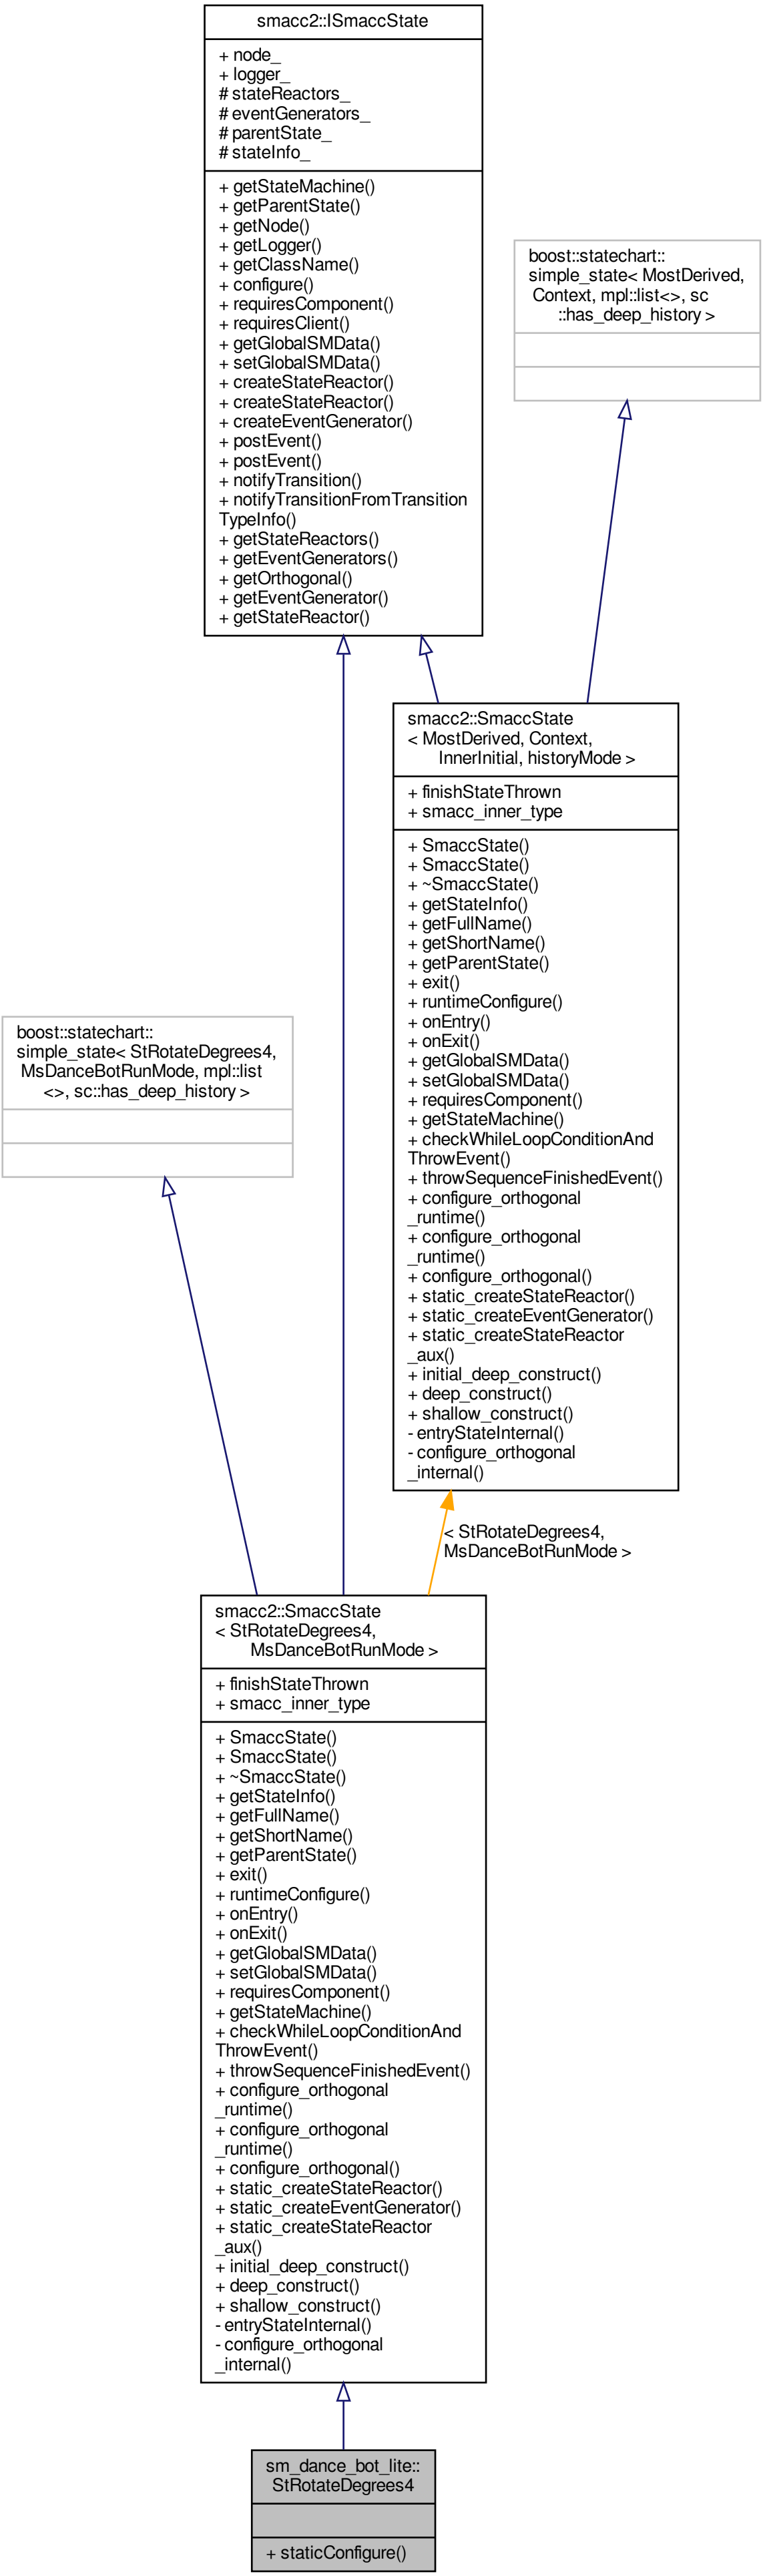 smacc2::ISmaccState
+ node_
+ logger_
# stateReactors_
# eventGenerators_
# parentState_
# stateInfo_
+ getStateMachine()
+ getParentState()
+ getNode()
+ getLogger()
+ getClassName()
+ configure()
+ requiresComponent()
+ requiresClient()
+ getGlobalSMData()
+ setGlobalSMData()
+ createStateReactor()
+ createStateReactor()
+ createEventGenerator()
+ postEvent()
+ postEvent()
+ notifyTransition()
+ notifyTransitionFromTransition
TypeInfo()
+ getStateReactors()
+ getEventGenerators()
+ getOrthogonal()
+ getEventGenerator()
+ getStateReactor()
boost::statechart::
simple_state< MostDerived,
Context, mpl::list<>, sc
::has_deep_history >
smacc2::SmaccState
< MostDerived, Context,
InnerInitial, historyMode >
+ finishStateThrown
+ smacc_inner_type
+ SmaccState()
+ SmaccState()
+ ~SmaccState()
+ getStateInfo()
+ getFullName()
+ getShortName()
+ getParentState()
+ exit()
+ runtimeConfigure()
+ onEntry()
+ onExit()
+ getGlobalSMData()
+ setGlobalSMData()
+ requiresComponent()
+ getStateMachine()
+ checkWhileLoopConditionAnd
ThrowEvent()
+ throwSequenceFinishedEvent()
+ configure_orthogonal
_runtime()
+ configure_orthogonal
_runtime()
+ configure_orthogonal()
+ static_createStateReactor()
+ static_createEventGenerator()
+ static_createStateReactor
_aux()
+ initial_deep_construct()
+ deep_construct()
+ shallow_construct()
- entryStateInternal()
- configure_orthogonal
_internal()
boost::statechart::
simple_state< StRotateDegrees4,
MsDanceBotRunMode, mpl::list
<>, sc::has_deep_history >
< StRotateDegrees4,
MsDanceBotRunMode >
smacc2::SmaccState
< StRotateDegrees4,
MsDanceBotRunMode >
+ finishStateThrown
+ smacc_inner_type
+ SmaccState()
+ SmaccState()
+ ~SmaccState()
+ getStateInfo()
+ getFullName()
+ getShortName()
+ getParentState()
+ exit()
+ runtimeConfigure()
+ onEntry()
+ onExit()
+ getGlobalSMData()
+ setGlobalSMData()
+ requiresComponent()
+ getStateMachine()
+ checkWhileLoopConditionAnd
ThrowEvent()
+ throwSequenceFinishedEvent()
+ configure_orthogonal
_runtime()
+ configure_orthogonal
_runtime()
+ configure_orthogonal()
+ static_createStateReactor()
+ static_createEventGenerator()
+ static_createStateReactor
_aux()
+ initial_deep_construct()
+ deep_construct()
+ shallow_construct()
- entryStateInternal()
- configure_orthogonal
_internal()
sm_dance_bot_lite::
StRotateDegrees4
+ staticConfigure()